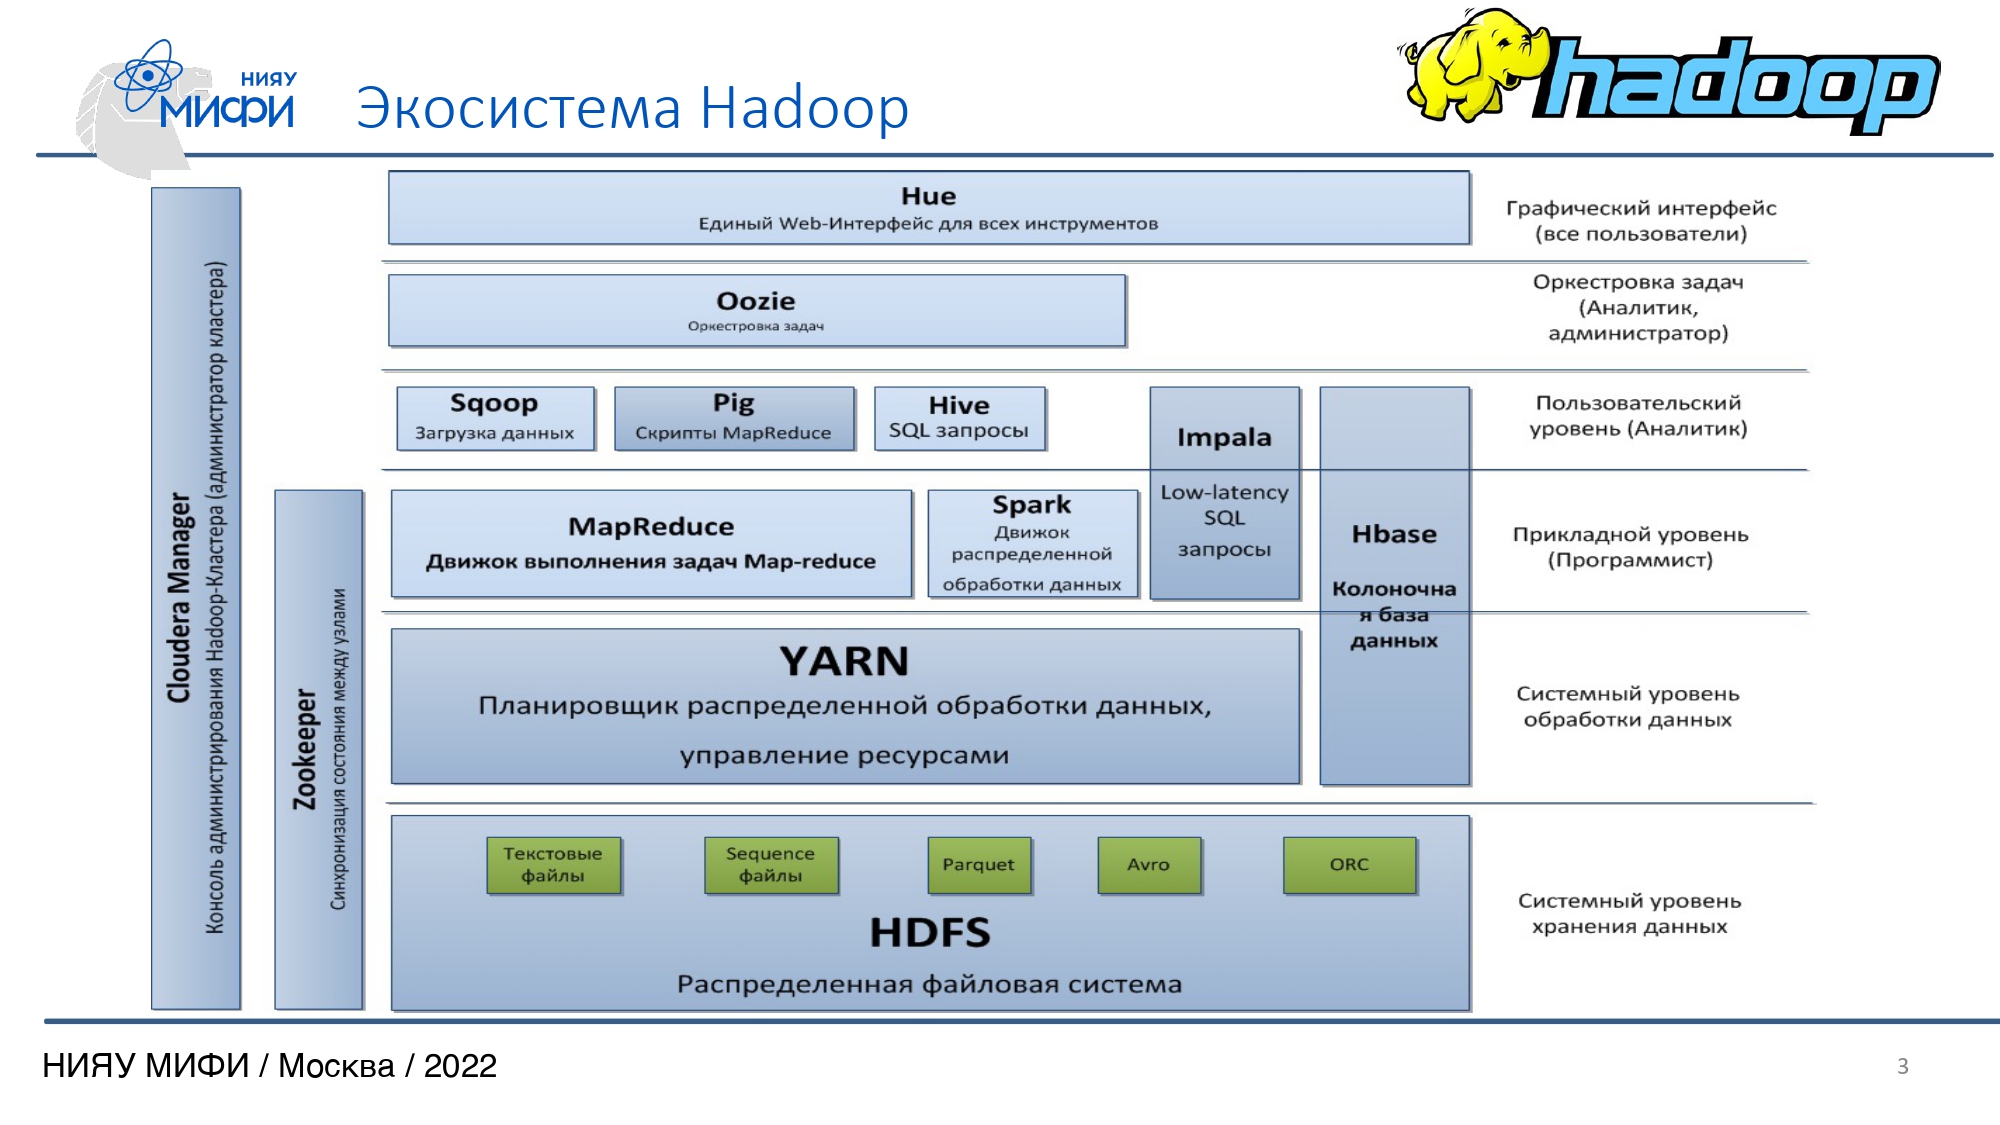 НИЯУ
МИФИ
Экосистема Hadoop
hadoop
Cloudera Manager
Консоль администрирования Hadoop-Кластера (администратор кластера)
Zookeeper
Синхронизация состояния между узлами
Hue
Единый Web-Интерфейс для всех инструментов
Графический интерфейс
(все пользователи)
Oozie
Оркестровка задач
Оркестровка задач
(Аналитик,
администратор)
Sqoop
Загрузка данных
Pig
Скрипты MapReduce
Hive
SQL запросы
Impala
Low-latency
SQL
запросы
Hbase
Колоночна
я база
данных
Пользовательский
уровень (Аналитик)
MapReduce
Движок выполнения задач Map-reduce
Spark
Движок
распределенной
обработки данных
Прикладной уровень
(Программист)
YARN
Планировщик распределенной обработки данных,
управление ресурсами
Системный уровень
обработки данных
Текстовые
файлы
Sequence
файлы
Parquet
Avro
ORC
HDFS
Распределенная файловая система
Системный уровень
хранения данных
НИЯУ МИФИ / Москва / 2022
3